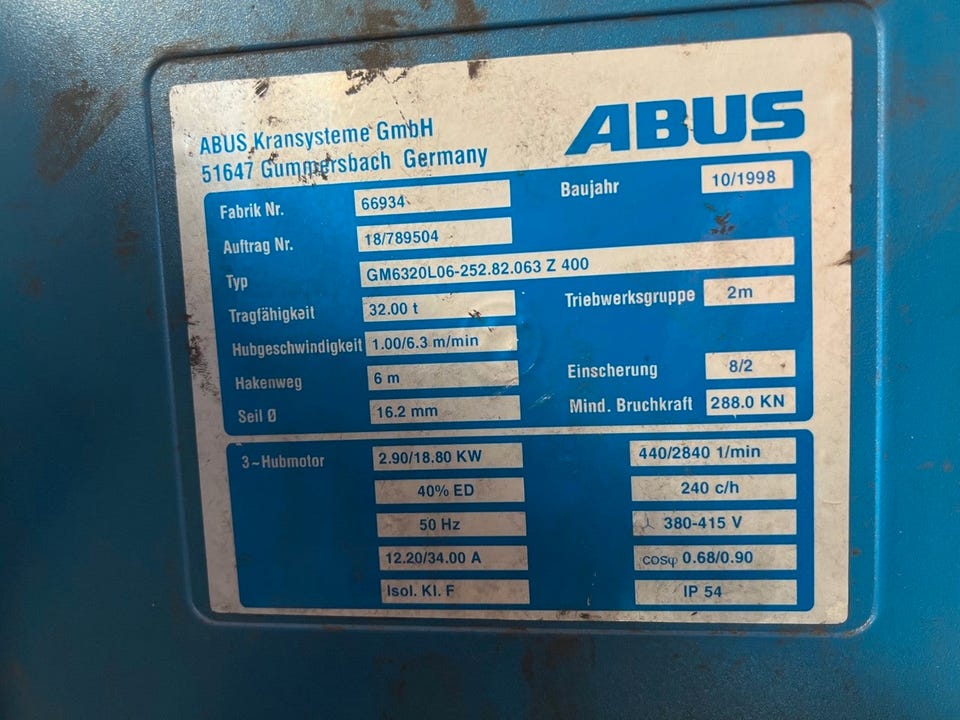 ABUS Kransysteme GmbH
51647 Gummersbach Germany
ABUS
Fabrik Nr. 66934 Baujahr 10/1998
Auftrag Nr. 18/789504
Typ GM6320L06-252.82.063 Z 400
Tragfähigkeit 32.00 t Triebwerksgruppe 2m
Hubgeschwindigkeit 1.00/6.3 m/min
Hakenweg 6 m Einscherung 8/2
Seil Ø 16.2 mm Mind. Bruchkraft 288.0 KN
3~Hubmotor 2.90/18.80 KW 440/2840 1/min
40% ED 240 c/h
50 Hz 380-415 V
12.20/34.00 A cosφ 0.68/0.90
Isol. Kl. F IP 54